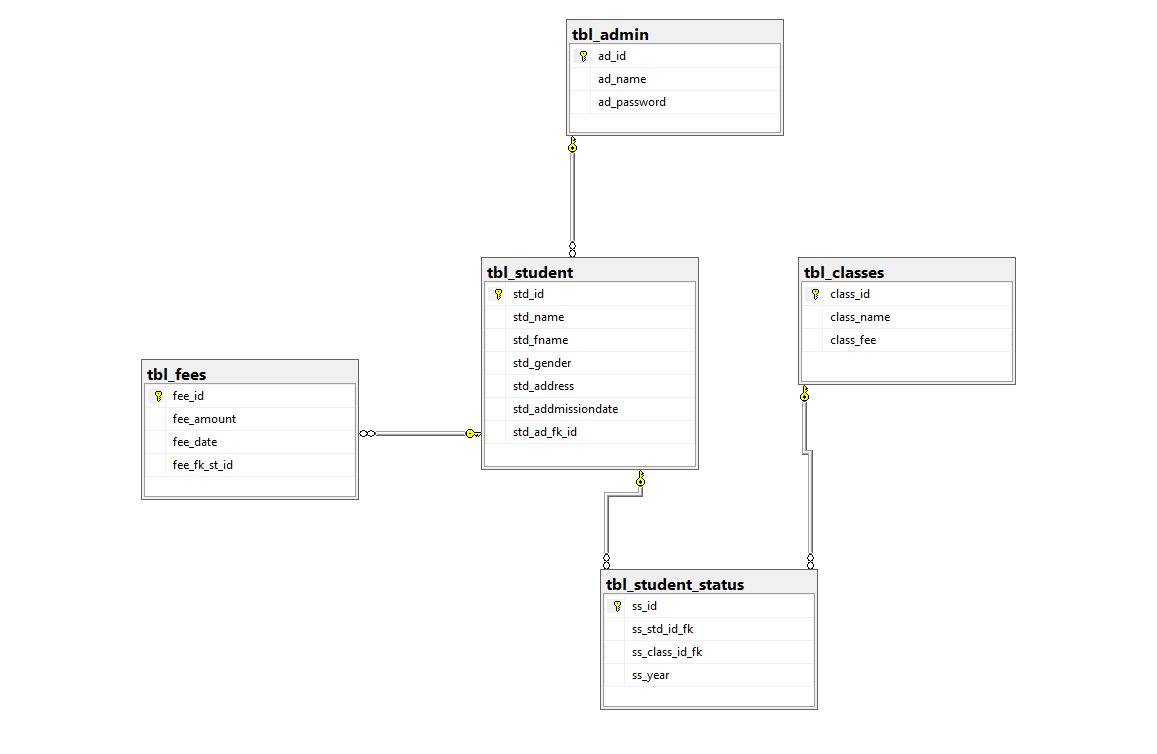 tbl_admin
ad_id
ad_name
ad_password
tbl_student
std_id
std_name
std_fname
std_gender
std_address
std_addmissiondate
std_ad_fk_id
tbl_classes
class_id
class_name
class_fee
tbl_fees
fee_id
fee_amount
fee_date
fee_fk_st_id
tbl_student_status
ss_id
ss_std_id_fk
ss_class_id_fk
ss_year